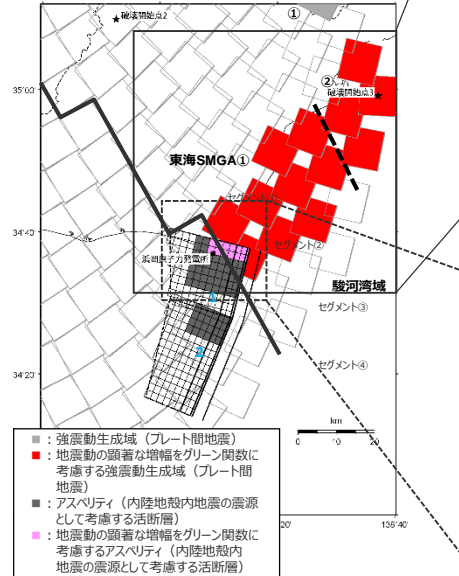 ①
★破壊開始点2
35°00'
②
破壊開始点3★
東海SMGA①
セグメント①
34°40'
セグメント②
浜岡原子力発電所
駿河湾域
1
セグメント③
2
セグメント④
34°20'
km
0 10 20
■：強震動生成域（プレート間地震）
■：地震動の顕著な増幅をグリーン関数に
考慮する強震動生成域（プレート間
地震）
■：アスペリティ（内陸地殻内地震の震源
として考慮する活断層）
■：地震動の顕著な増幅をグリーン関数に
考慮するアスペリティ（内陸地殻内
地震の震源として考慮する活断層）
20'
138°40'